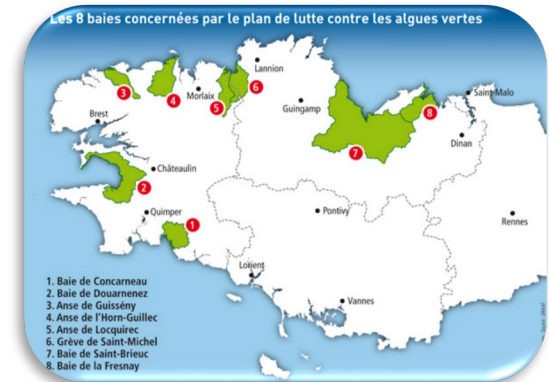 Les 8 baies concernées par le plan de lutte contre les algues vertes
Lannion
Saint-Malo
3
4
Morlaix
5
6
Guingamp
8
Brest
Dinan
7
Châteaulin
2
Quimper
1
Pontivy
Rennes
Lorient
Vannes
1. Baie de Concarneau
2. Baie de Douarnenez
3. Anse de Guissény
4. Anse de l'Horn-Guillec
5. Anse de Locquirec
6. Grève de Saint-Michel
7. Baie de Saint-Brieuc
8. Baie de la Fresnay